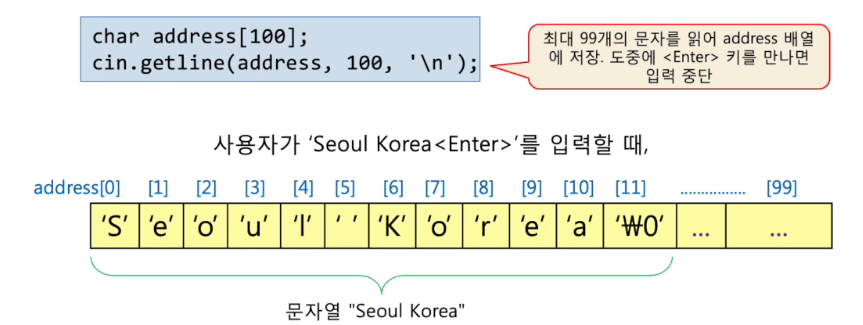 char address[100];
cin.getline(address, 100, '\n');
최대 99개의 문자를 읽어 address 배열
에 저장. 도중에 <Enter> 키를 만나면
입력 중단
사용자가 ‘Seoul Korea<Enter>’를 입력할 때,
address[0] [1] [2] [3] [4] [5] [6] [7] [8] [9] [10] [11] ................ [99]
‘S’ ‘e’ ‘o’ ‘u’ ‘l’ ‘ ’ ‘K’ ‘o’ ‘r’ ‘e’ ‘a’ ‘₩0’ ... ...
문자열 "Seoul Korea"